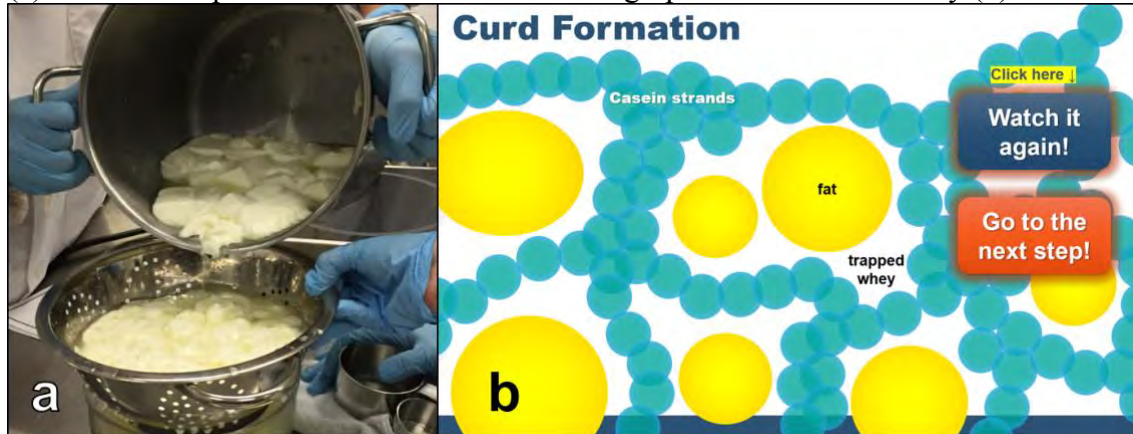 a
Curd Formation
Casein strands
fat
trapped
whey
Click here ↓
Watch it
again!
Go to the
next step!
b